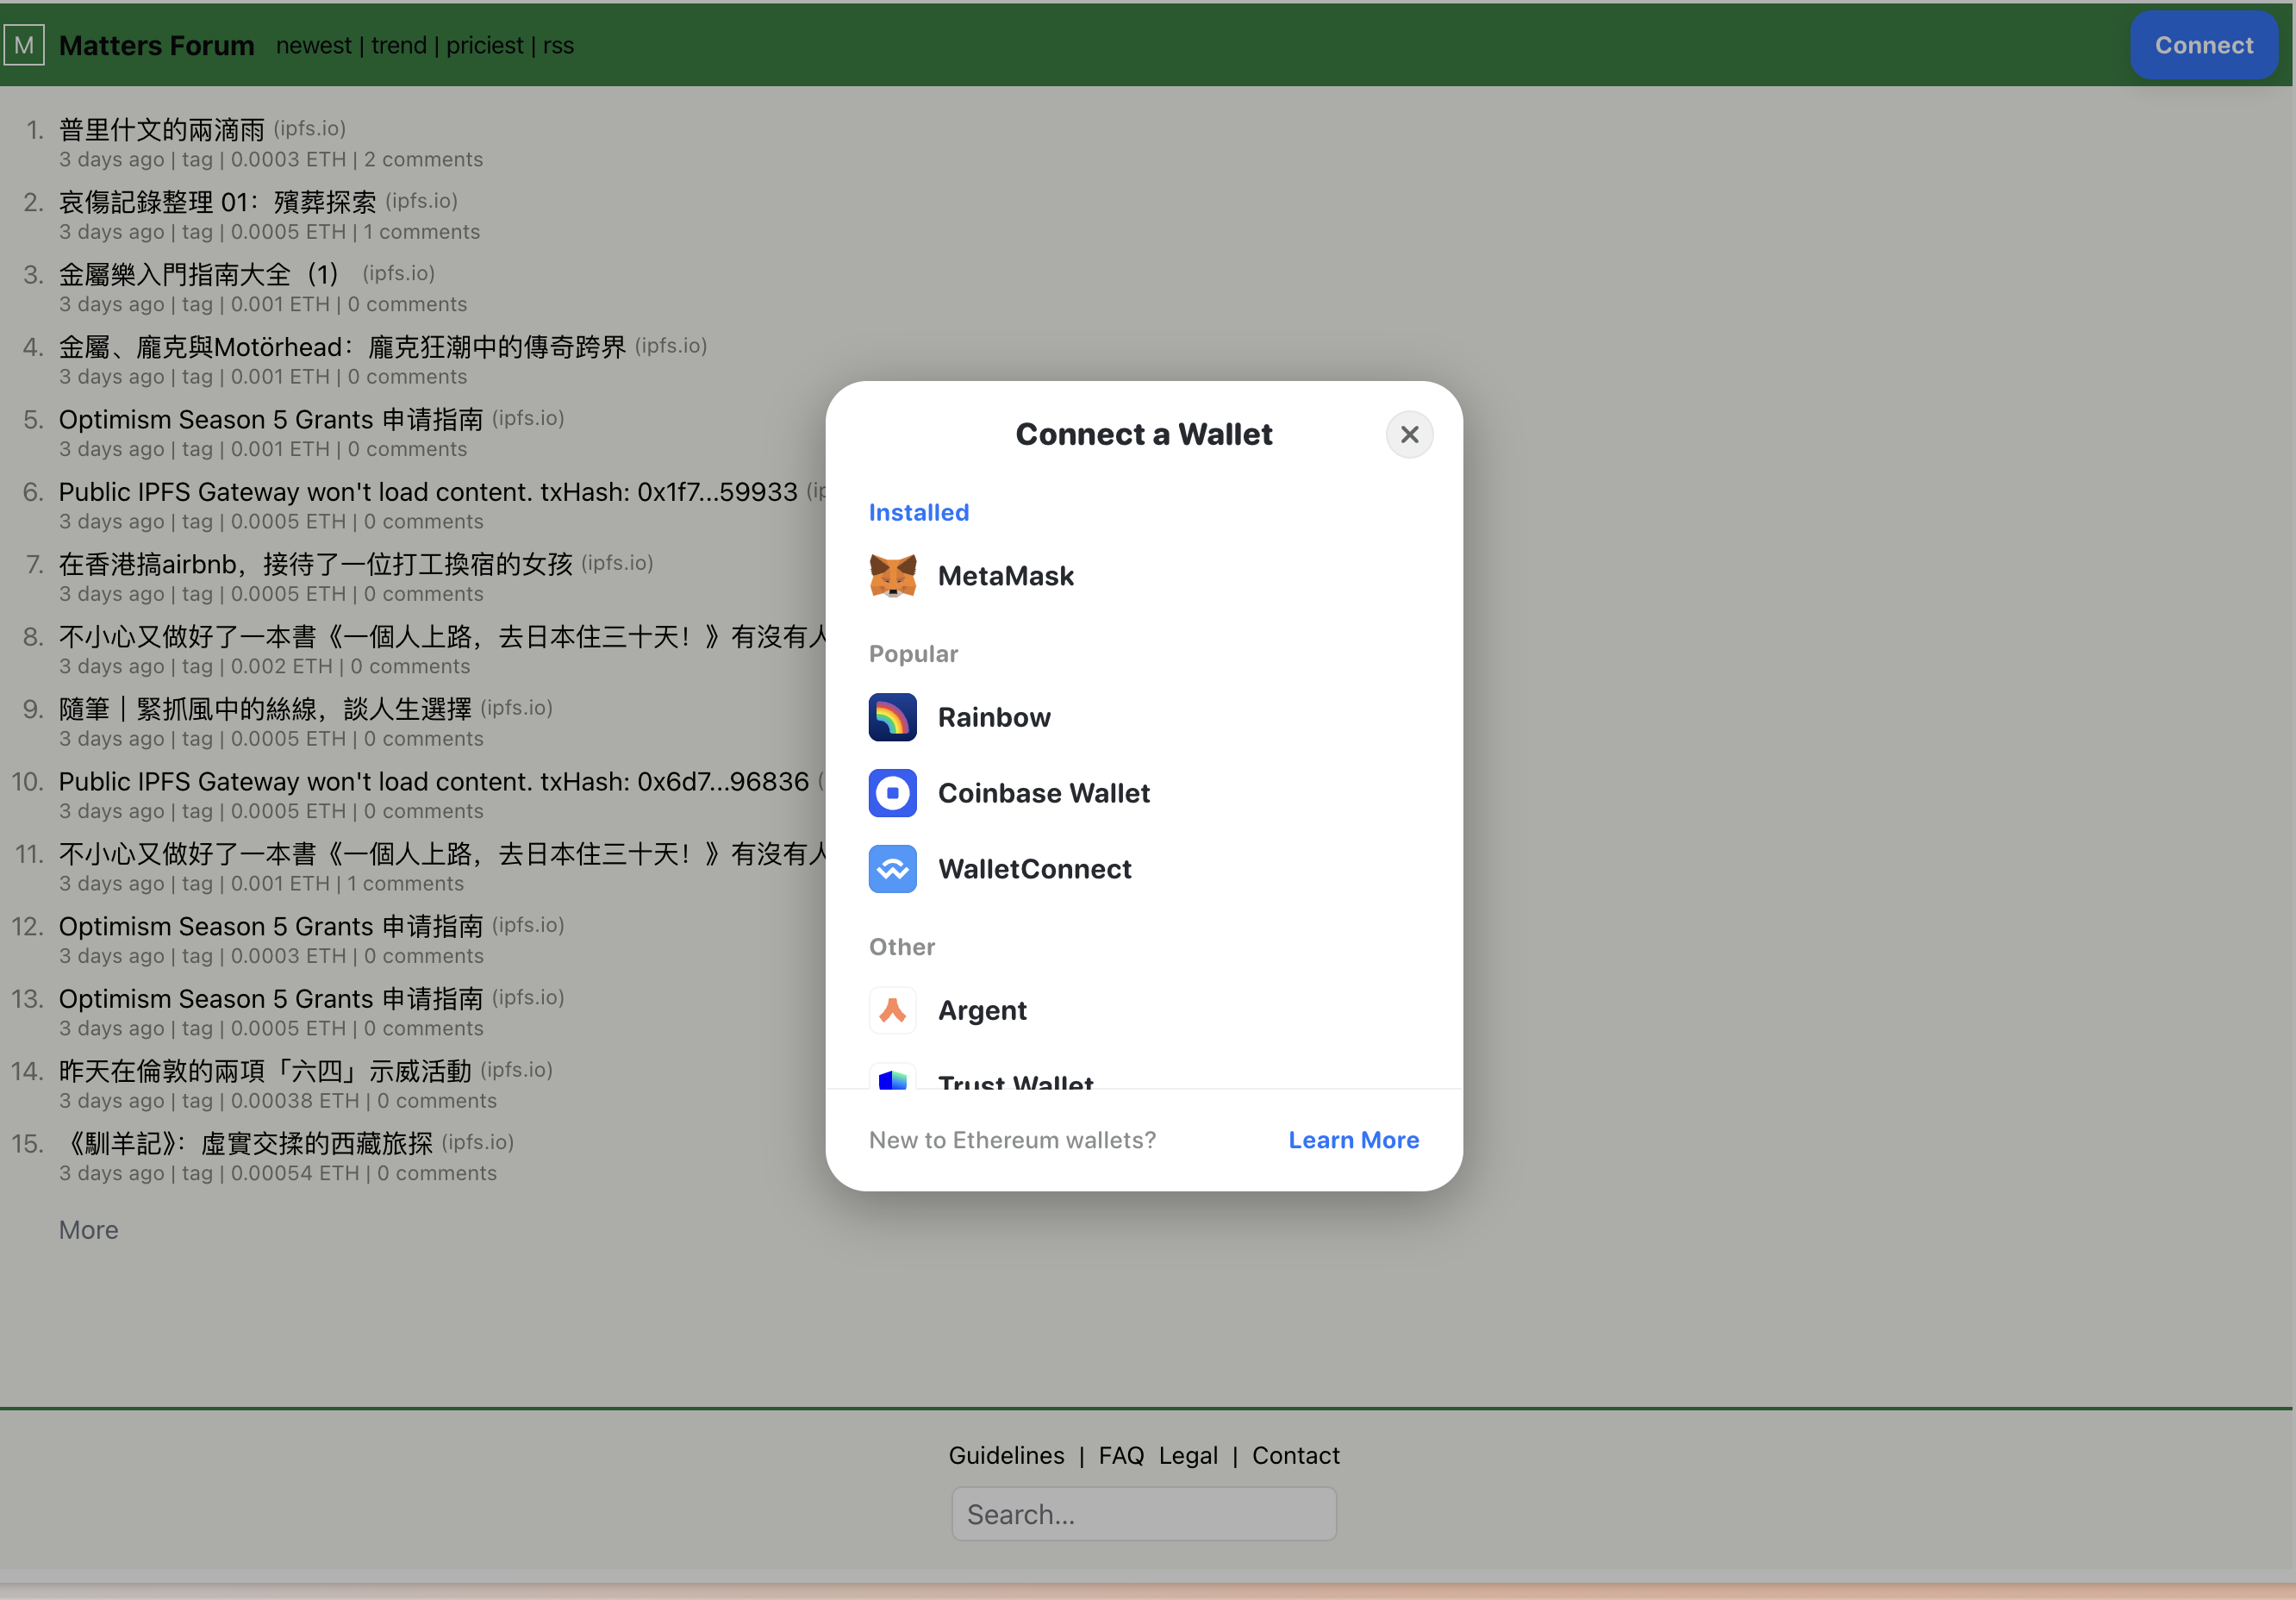 M Matters Forum newest | trend | priciest | rss Connect
1. 普里什文的兩滴雨 (ipfs.io)
3 days ago | tag | 0.0003 ETH | 2 comments
2. 哀傷記錄整理 01：殯葬探索 (ipfs.io)
3 days ago | tag | 0.0005 ETH | 1 comments
3. 金屬樂入門指南大全（1） (ipfs.io)
3 days ago | tag | 0.001 ETH | 0 comments
4. 金屬、龐克與Motörhead：龐克狂潮中的傳奇跨界 (ipfs.io)
3 days ago | tag | 0.001 ETH | 0 comments
5. Optimism Season 5 Grants 申请指南 (ipfs.io)
3 days ago | tag | 0.001 ETH | 0 comments
6. Public IPFS Gateway won't load content. txHash: 0x1f7...59933
3 days ago | tag | 0.0005 ETH | 0 comments
7. 在香港搞airbnb，接待了一位打工換宿的女孩 (ipfs.io)
3 days ago | tag | 0.0005 ETH | 0 comments
8. 不小心又做好了一本書《一個人上路，去日本住三十天！》有沒有人
3 days ago | tag | 0.002 ETH | 0 comments
9. 隨筆｜緊抓風中的絲線，談人生選擇 (ipfs.io)
3 days ago | tag | 0.0005 ETH | 0 comments
10. Public IPFS Gateway won't load content. txHash: 0x6d7...96836
3 days ago | tag | 0.0005 ETH | 0 comments
11. 不小心又做好了一本書《一個人上路，去日本住三十天！》有沒有人
3 days ago | tag | 0.001 ETH | 1 comments
12. Optimism Season 5 Grants 申请指南 (ipfs.io)
3 days ago | tag | 0.0003 ETH | 0 comments
13. Optimism Season 5 Grants 申请指南 (ipfs.io)
3 days ago | tag | 0.0005 ETH | 0 comments
14. 昨天在倫敦的兩項「六四」示威活動 (ipfs.io)
3 days ago | tag | 0.00038 ETH | 0 comments
15. 《馴羊記》：虛實交揉的西藏旅探 (ipfs.io)
3 days ago | tag | 0.00054 ETH | 0 comments
More
Connect a Wallet
Installed
MetaMask
Popular
Rainbow
Coinbase Wallet
WalletConnect
Other
Argent
Trust Wallet
New to Ethereum wallets? Learn More
Guidelines | FAQ Legal | Contact
Search...